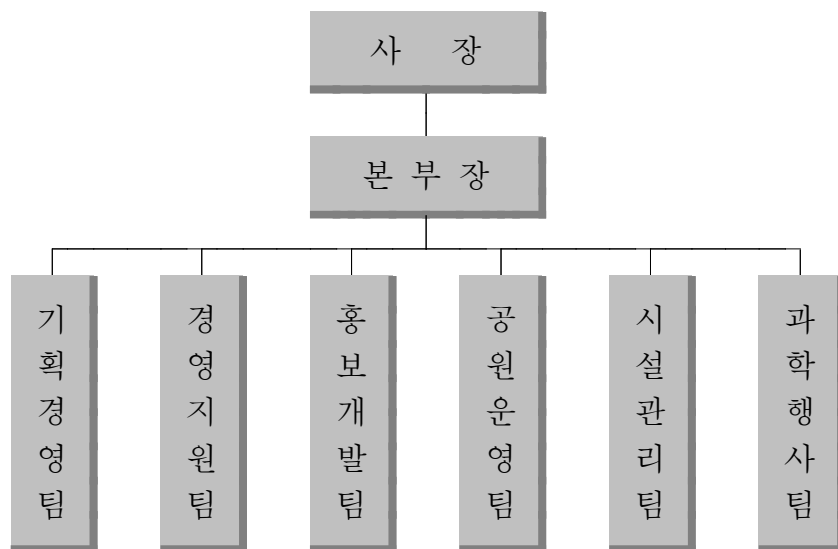 사 장
본 부 장
기획경영팀
경영지원팀
홍보개발팀
공원운영팀
시설관리팀
과학행사팀